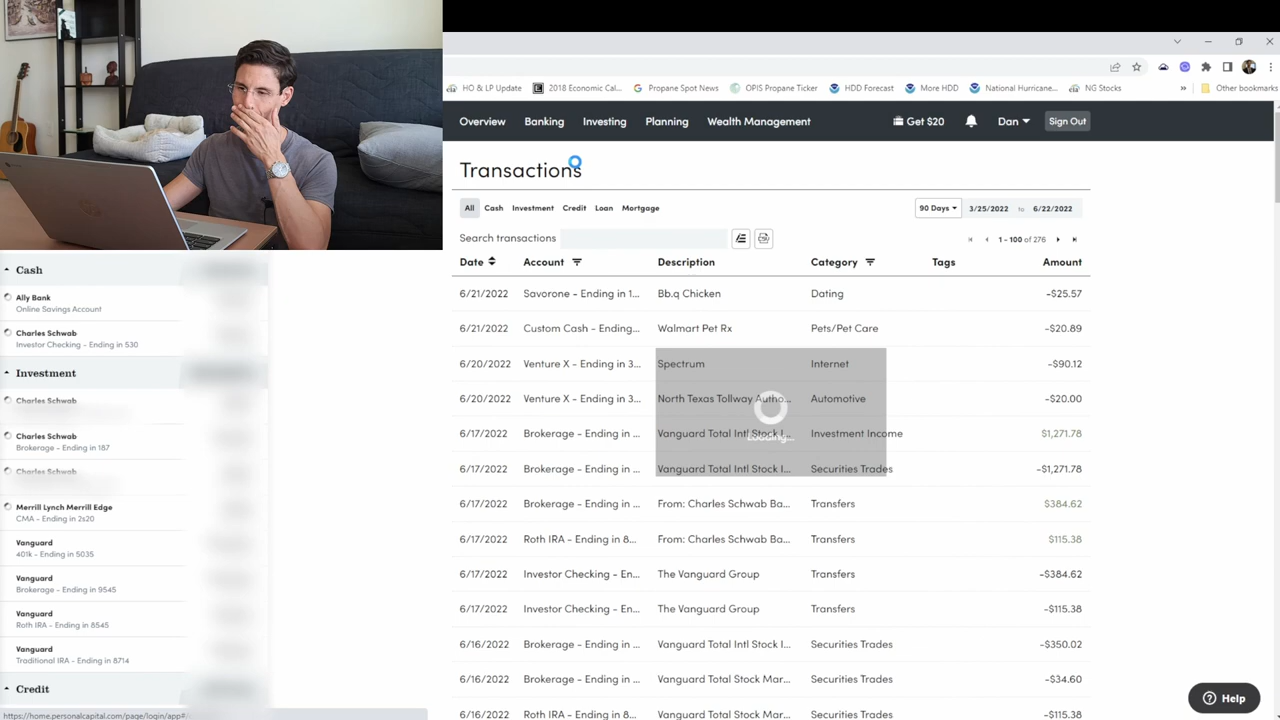 HO & LP Update 2018 Economic Cal... Propane Spot News OPIS Propane Ticker HDD Forecast More HDD National Hurricane... NG Stocks » Other bookmarks
Overview Banking Investing Planning Wealth Management Get $20 Dan Sign Out
Transactions
All Cash Investment Credit Loan Mortgage 90 Days 3/25/2022 to 6/22/2022
Search transactions 1 - 100 of 276
Date Account Description Category Tags Amount
6/21/2022 Savorone - Ending in 1... Bb.q Chicken Dating -$25.57
6/21/2022 Custom Cash - Ending... Walmart Pet Rx Pets/Pet Care -$20.89
6/20/2022 Venture X - Ending in 3... Spectrum Internet -$90.12
6/20/2022 Venture X - Ending in 3... North Texas Tollway Autho... Automotive -$20.00
6/17/2022 Brokerage - Ending in ... Vanguard Total Intl Stock I... Investment Income $1,271.78
Loading...
6/17/2022 Brokerage - Ending in ... Vanguard Total Intl Stock I... Securities Trades -$1,271.78
6/17/2022 Brokerage - Ending in ... From: Charles Schwab Ba... Transfers $384.62
6/17/2022 Roth IRA - Ending in 8... From: Charles Schwab Ba... Transfers $115.38
6/17/2022 Investor Checking - En... The Vanguard Group Transfers -$384.62
6/17/2022 Investor Checking - En... The Vanguard Group Transfers -$115.38
6/16/2022 Brokerage - Ending in ... Vanguard Total Intl Stock I... Securities Trades -$350.02
6/16/2022 Brokerage - Ending in ... Vanguard Total Stock Mar... Securities Trades -$34.60
6/16/2022 Roth IRA - Ending in 8... Vanguard Total Stock Mar... Securities Trades -$115.38
Help
Cash
Ally Bank
Online Savings Account
Charles Schwab
Investor Checking - Ending in 530
Investment
Charles Schwab
Charles Schwab
Brokerage - Ending in 187
Charles Schwab
Merrill Lynch Merrill Edge
CMA - Ending in 2s20
Vanguard
401k - Ending in 5035
Vanguard
Brokerage - Ending in 9545
Vanguard
Roth IRA - Ending in 8545
Vanguard
Traditional IRA - Ending in 8714
Credit
https://home.personalcapital.com/page/login/app#/